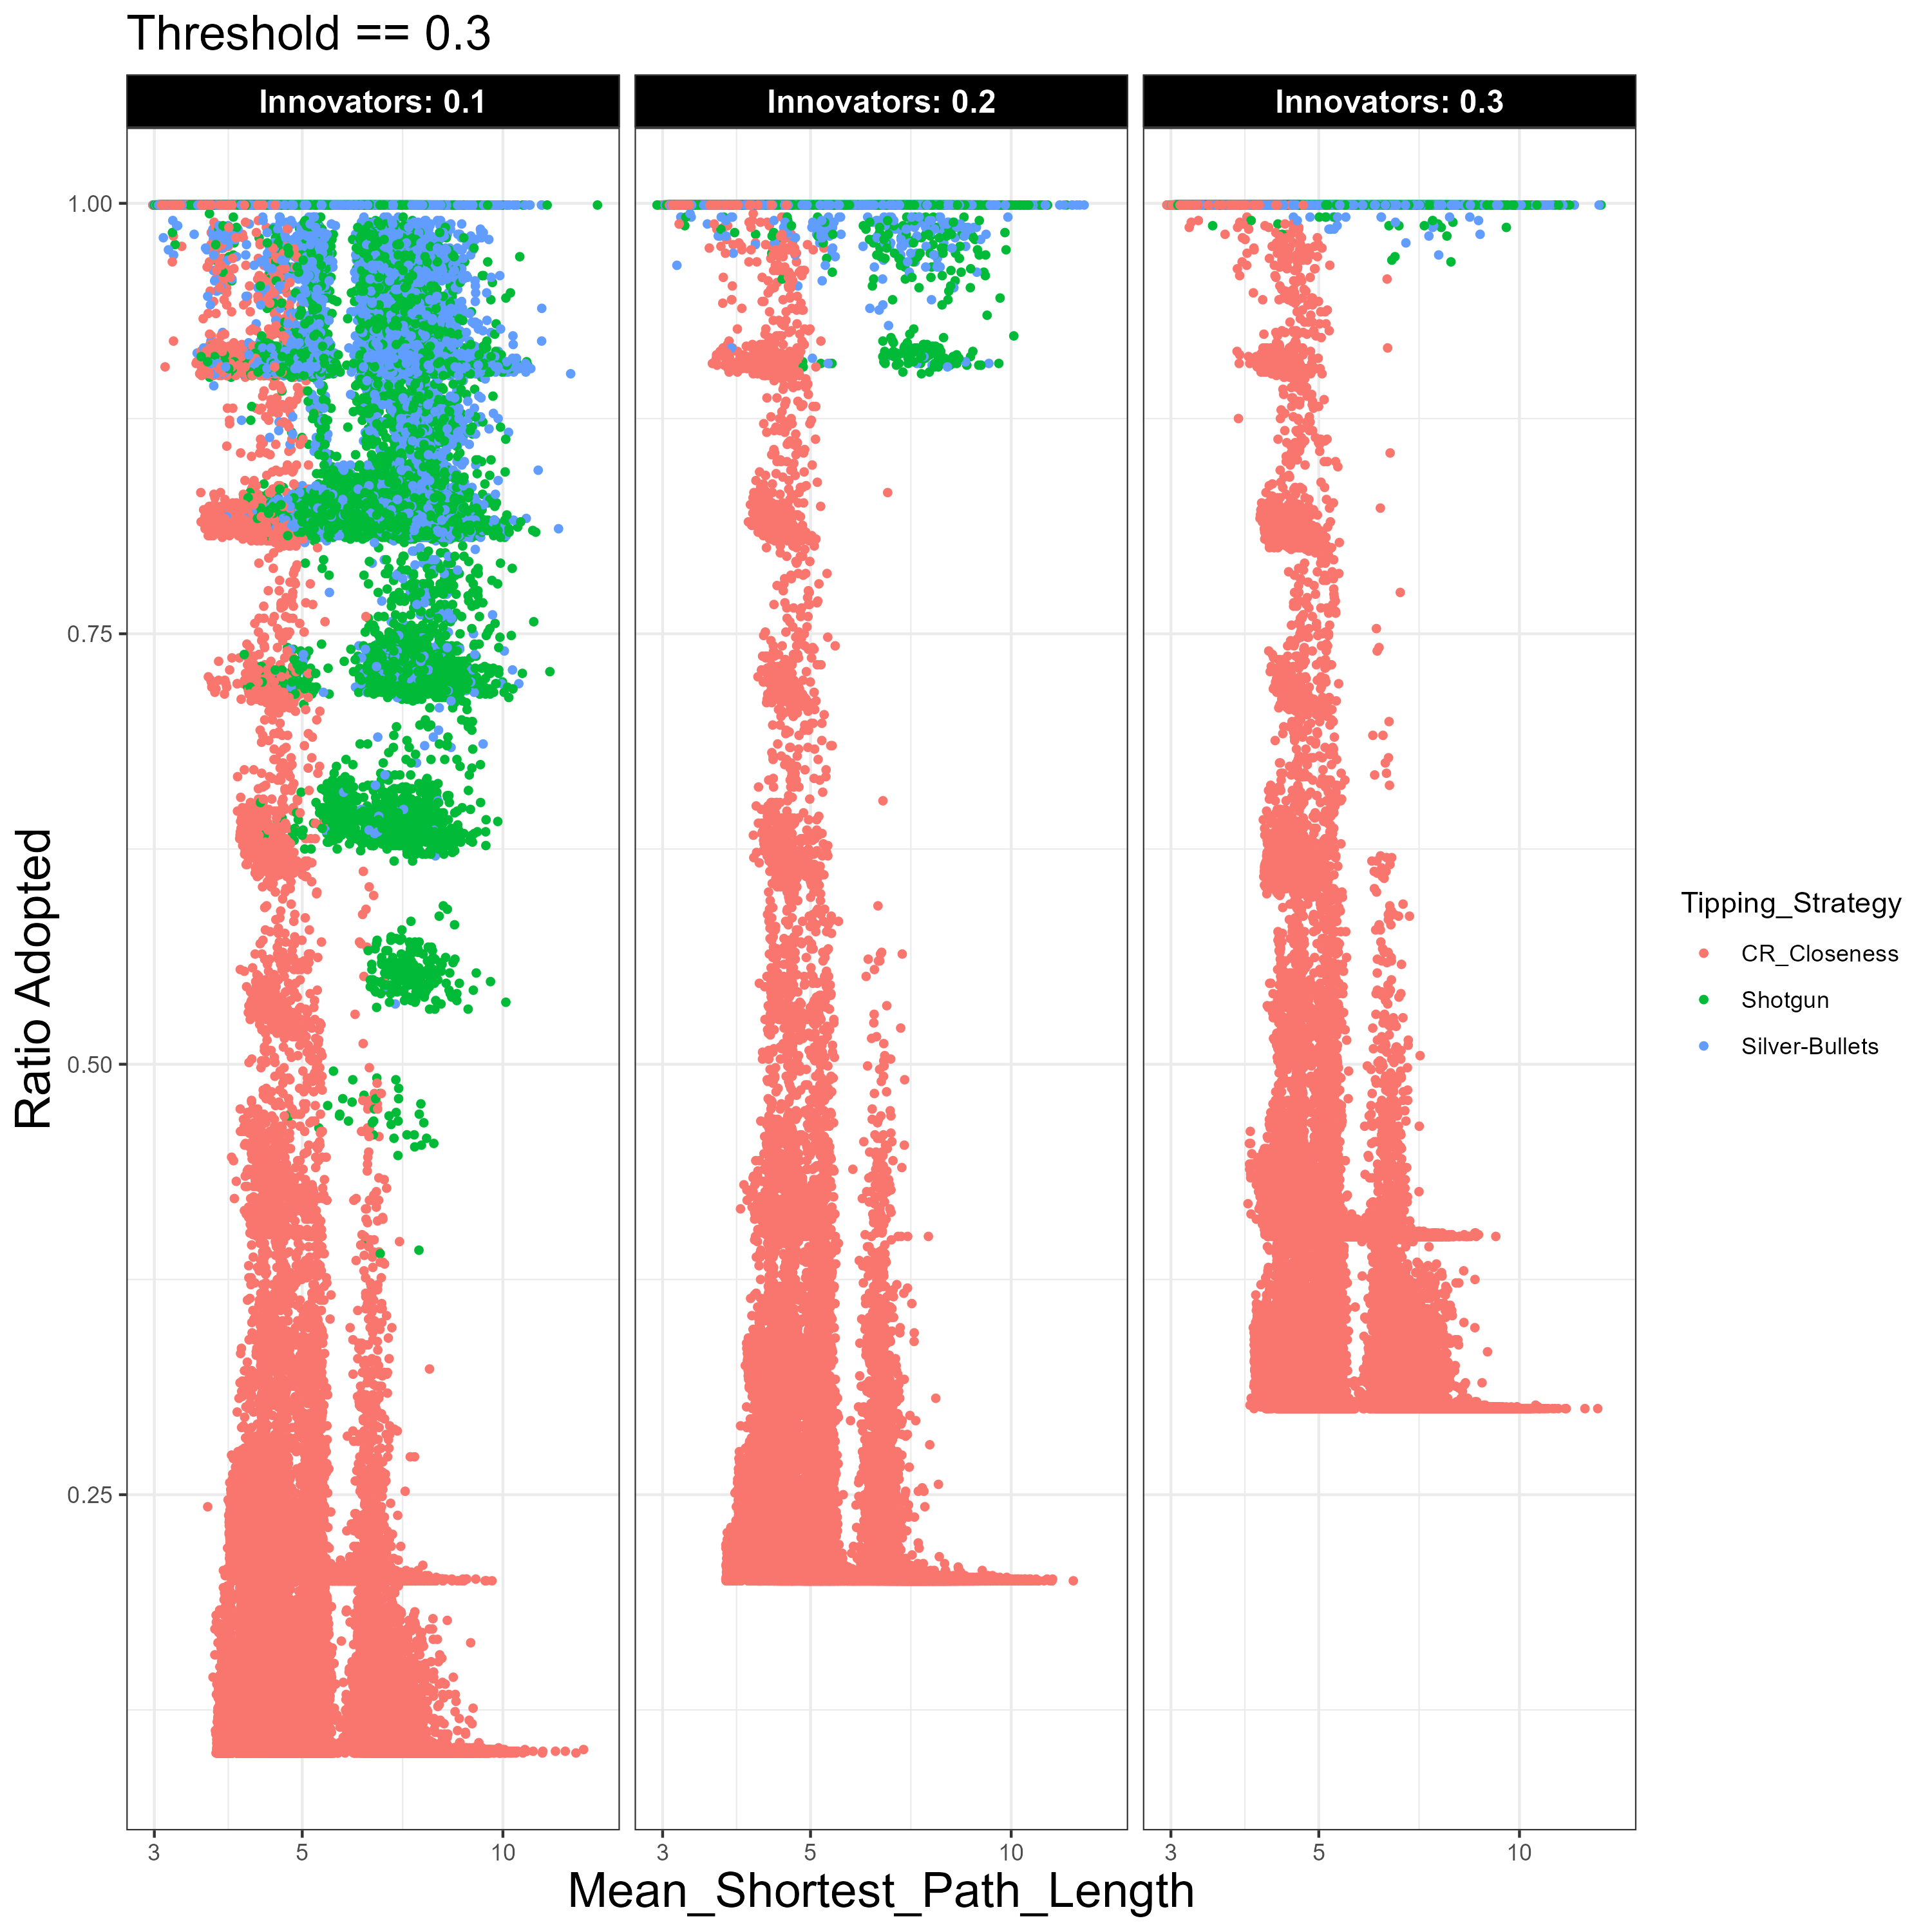 Threshold == 0.3
Innovators: 0.1
Innovators: 0.2
Innovators: 0.3
1.00
0.75
0.50
0.25
Ratio Adopted
3 5 10
3 5 10
3 5 10
Mean_Shortest_Path_Length
Tipping_Strategy
CR_Closeness
Shotgun
Silver-Bullets